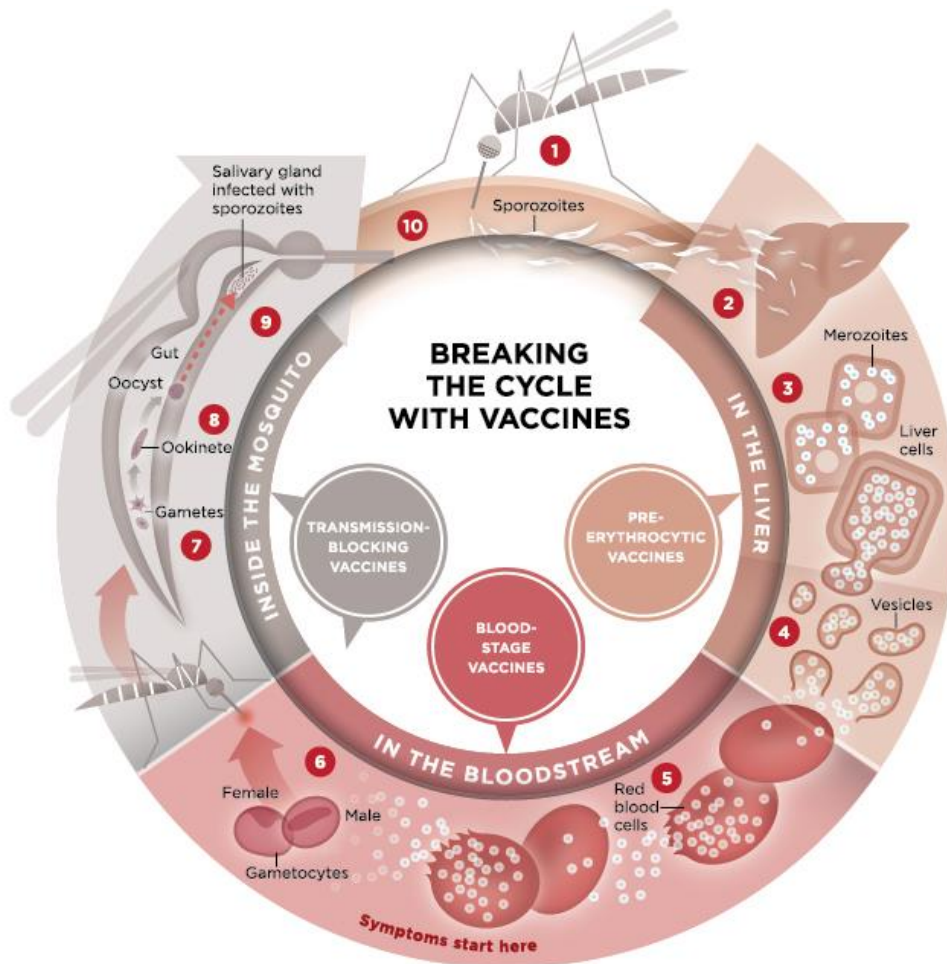 1
Salivary gland
infected with
sporozoites
10
Sporozoites
2
9
Merozoites
Gut
3
BREAKING
THE CYCLE
WITH VACCINES
Oocyst
8
Ookinete
Liver
cells
INSIDE THE MOSQUITO
IN THE LIVER
Gametes
7
TRANSMISSION-
BLOCKING
VACCINES
PRE-
ERYTHROCYTIC
VACCINES
Vesicles
4
BLOOD-
STAGE
VACCINES
IN THE BLOODSTREAM
6
5
Female
Male
Red
blood
cells
Gametocytes
Symptoms start here